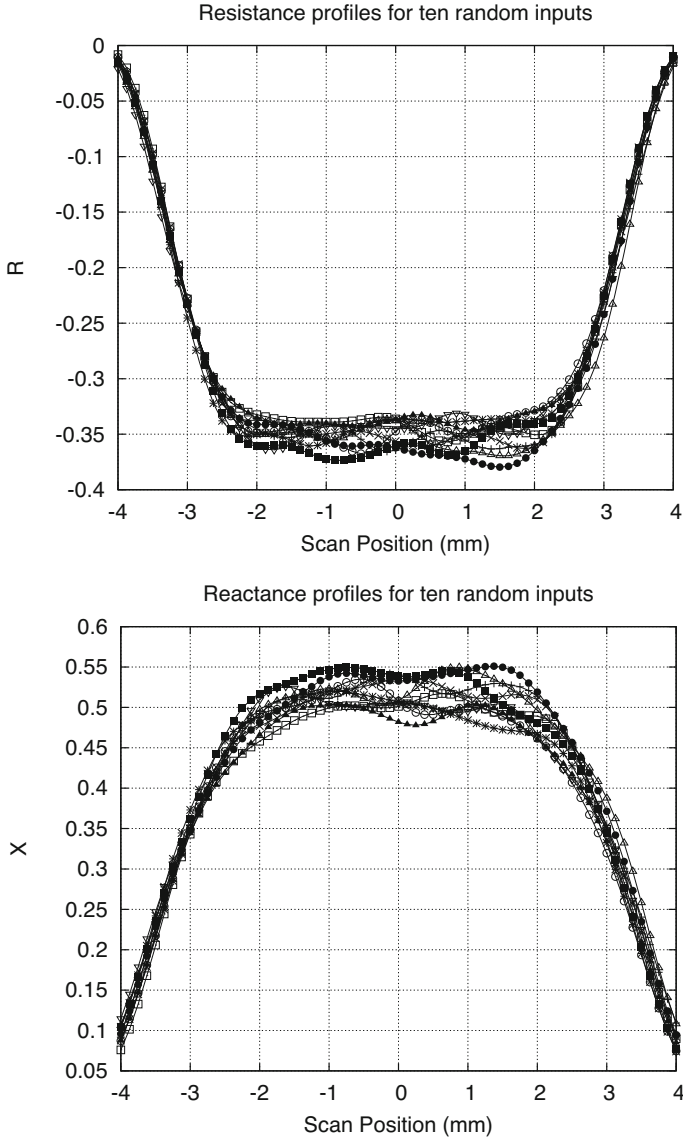 Resistance profiles for ten random inputs
0
-0.05
-0.1
-0.15
-0.2
-0.25
-0.3
-0.35
-0.4
R
-4 -3 -2 -1 0 1 2 3 4
Scan Position (mm)
Reactance profiles for ten random inputs
0.6
0.55
0.5
0.45
0.4
0.35
0.3
0.25
0.2
0.15
0.1
0.05
X
-4 -3 -2 -1 0 1 2 3 4
Scan Position (mm)